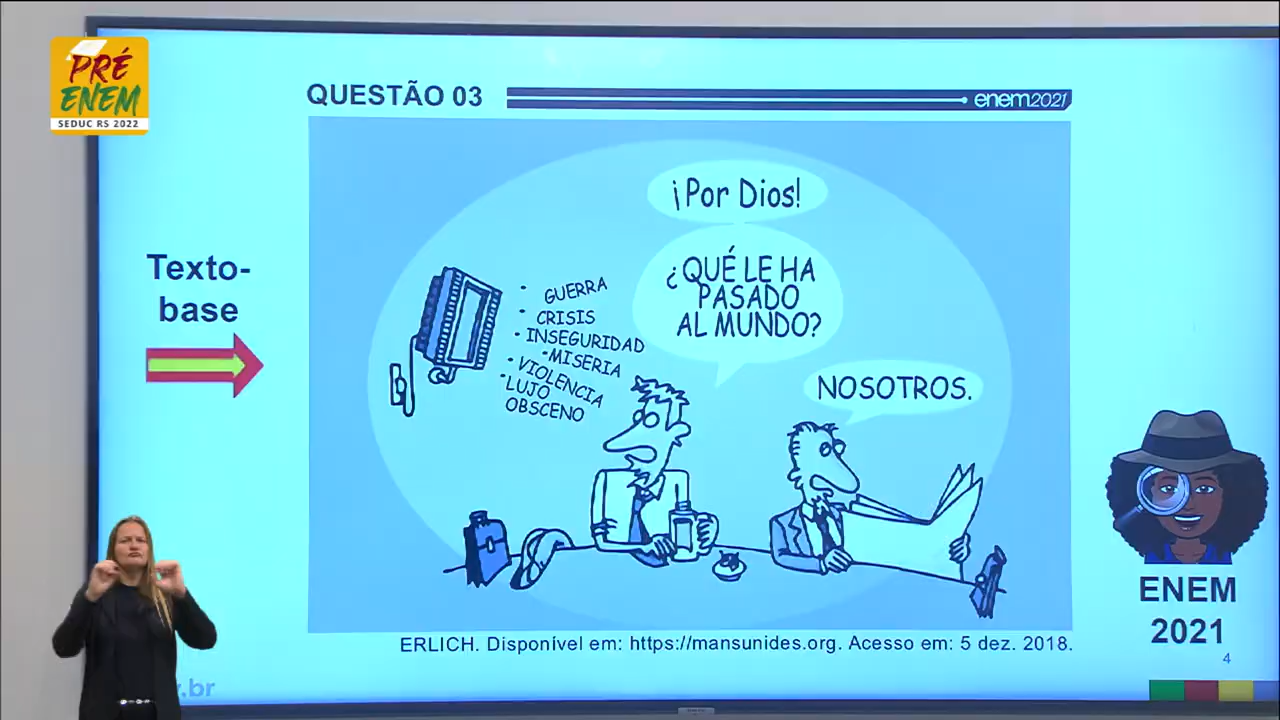 PRÉ
ENEM
SEDUC RS 2022
QUESTÃO 03
enem2021
¡Por Dios!
¿QUÉ LE HA
PASADO
AL MUNDO?
Texto-
base
• GUERRA
• CRISIS
• INSEGURIDAD
• MISERIA
• VIOLENCIA
• LUJO
OBSCENO
NOSOTROS.
ERLICH. Disponível em: https://mansunides.org. Acesso em: 5 dez. 2018.
ENEM
2021
4
.br